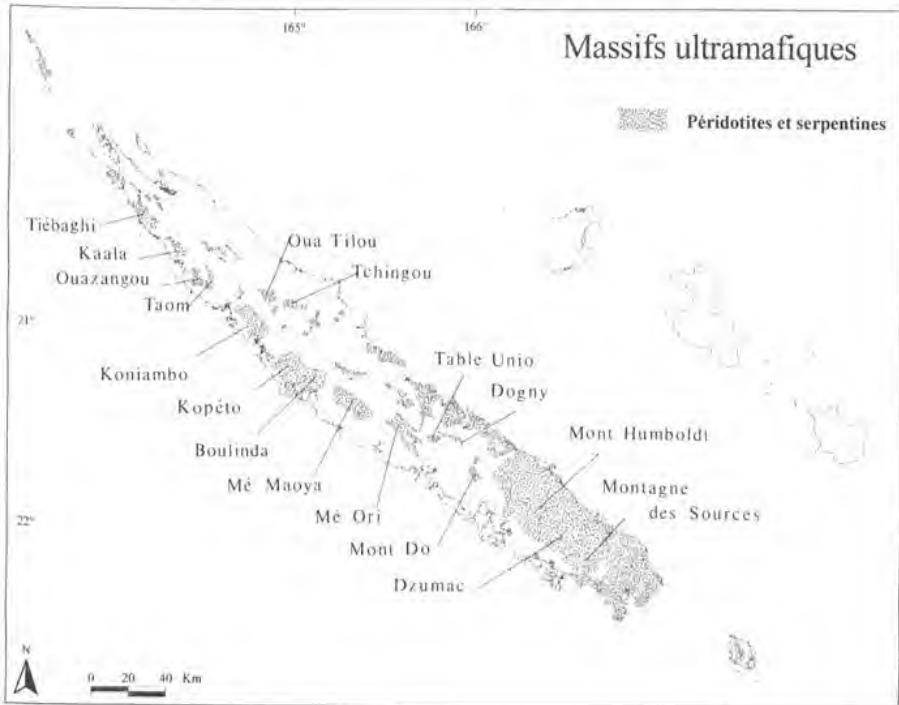 165°
166°
Massifs ultramafiques
Péridotites et serpentines
Tiébaghi
Kaala
Ouazangou
Taom
Oua Tilou
Tchingou
21°
Koniambo
Kopéto
Boulinda
Mé Maoya
Mé Ori
Mont Do
Dzumac
Table Unio
Dogny
Mont Humboldt
Montagne
des Sources
22°
N
0 20 40 Km